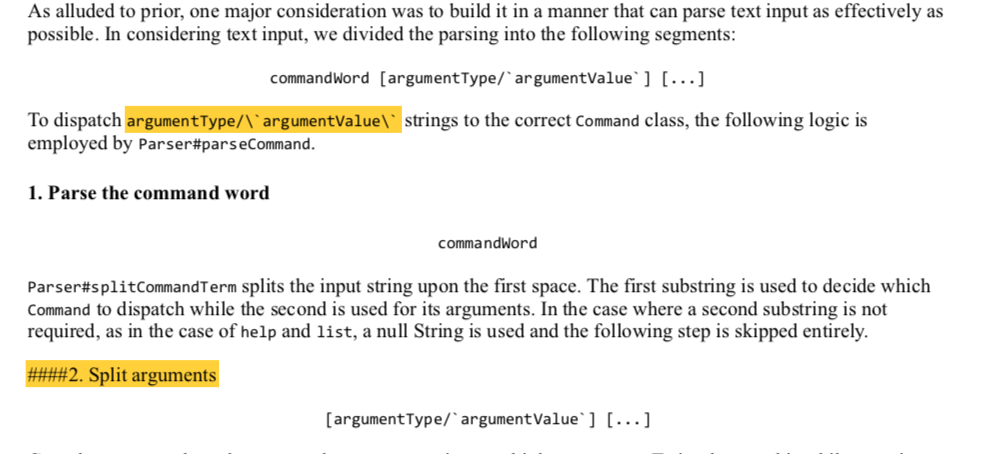 As alluded to prior, one major consideration was to build it in a manner that can parse text input as effectively as
possible. In considering text input, we divided the parsing into the following segments:
commandWord [argumentType/`argumentValue`] [...]
To dispatch argumentType/\`argumentValue\` strings to the correct Command class, the following logic is
employed by Parser#parseCommand.
1. Parse the command word
commandWord
Parser#splitCommandTerm splits the input string upon the first space. The first substring is used to decide which
Command to dispatch while the second is used for its arguments. In the case where a second substring is not
required, as in the case of help and list, a null String is used and the following step is skipped entirely.
####2. Split arguments
[argumentType/`argumentValue`] [...]